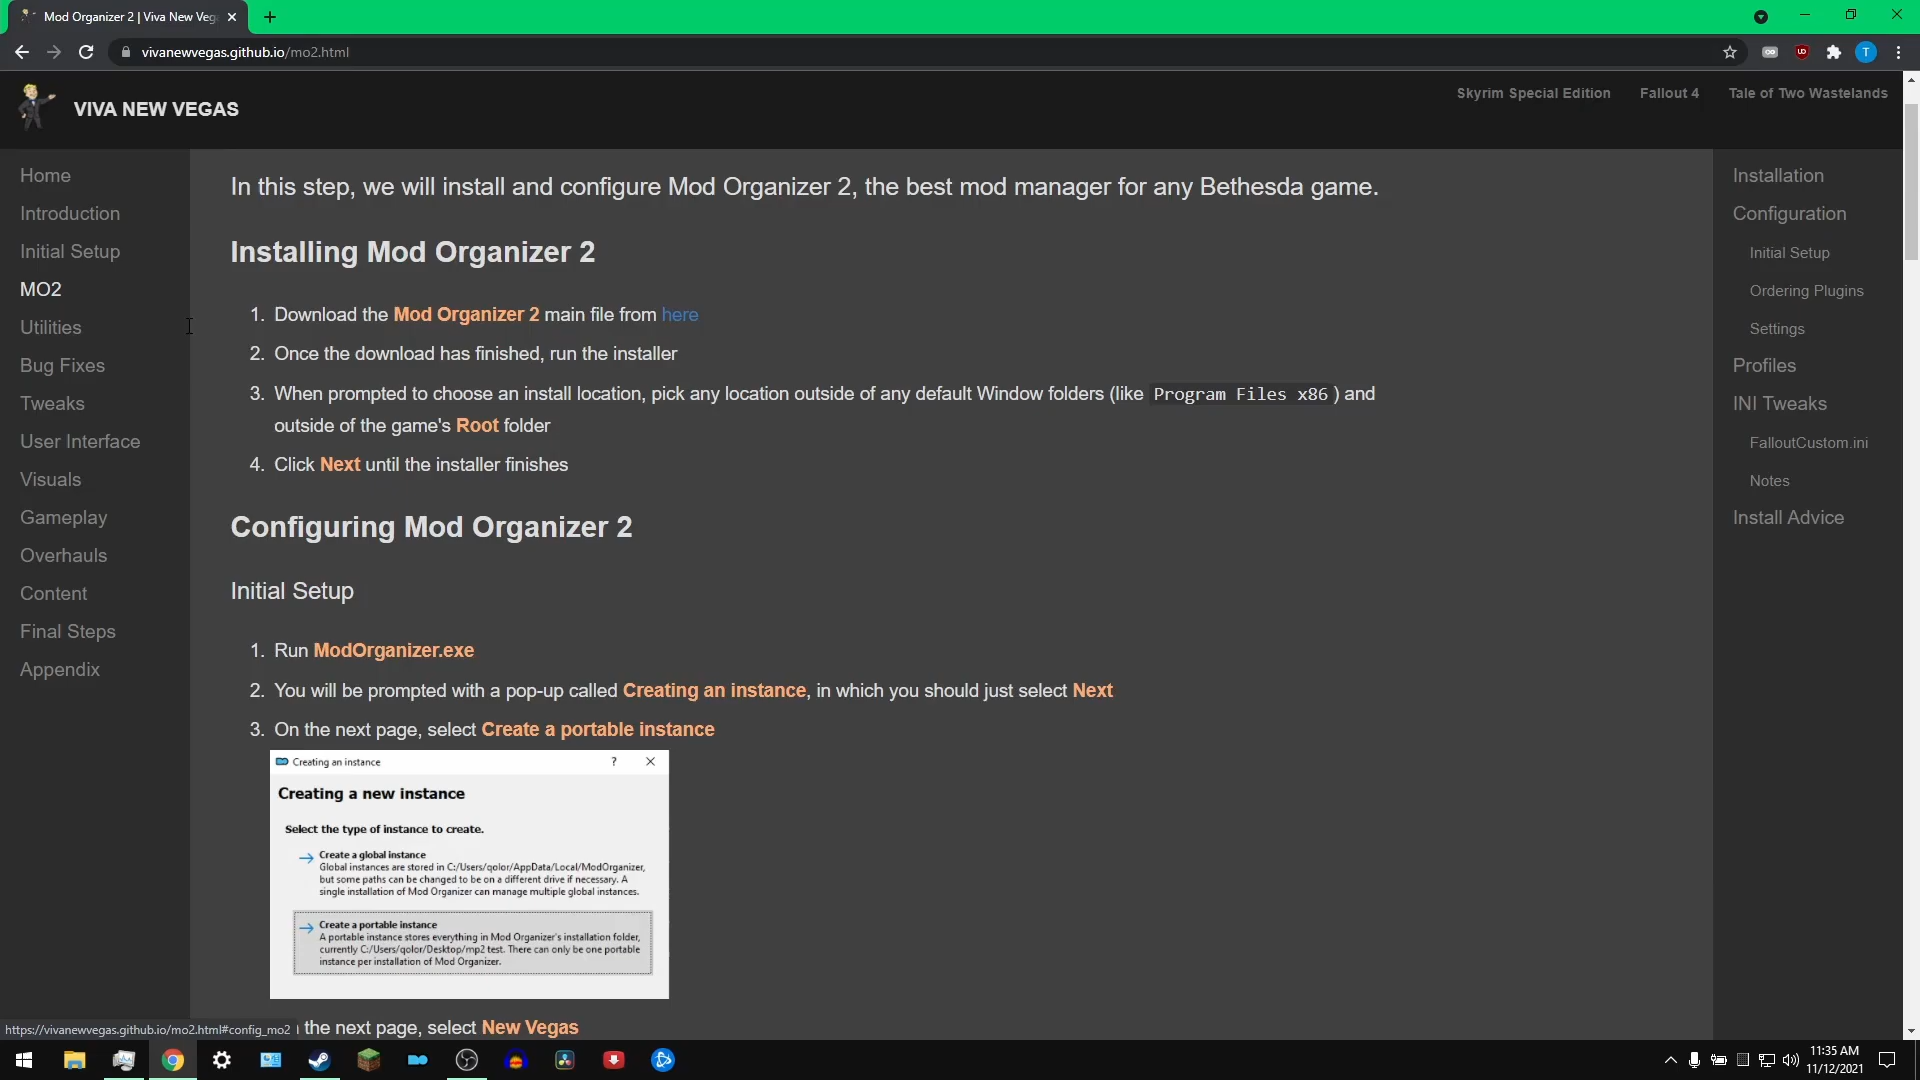 Mod Organizer 2 | Viva New Veg
vivanewvegas.github.io/mo2.html
T
VIVA NEW VEGAS
Skyrim Special Edition
Fallout 4
Tale of Two Wastelands
Home
Introduction
Initial Setup
MO2
Utilities
Bug Fixes
Tweaks
User Interface
Visuals
Gameplay
Overhauls
Content
Final Steps
Appendix
In this step, we will install and configure Mod Organizer 2, the best mod manager for any Bethesda game.
Installing Mod Organizer 2
1. Download the Mod Organizer 2 main file from here
2. Once the download has finished, run the installer
3. When prompted to choose an install location, pick any location outside of any default Window folders (like Program Files x86 ) and
outside of the game's Root folder
4. Click Next until the installer finishes
Configuring Mod Organizer 2
Initial Setup
1. Run ModOrganizer.exe
2. You will be prompted with a pop-up called Creating an instance, in which you should just select Next
3. On the next page, select Create a portable instance
Creating an instance
?
Creating a new instance
Select the type of instance to create.
Create a global instance
Global instances are stored in C:/Users/qolor/AppData/Local/ModOrganizer,
but some paths can be changed to be on a different drive if necessary. A
single installation of Mod Organizer can manage multiple global instances.
Create a portable instance
A portable instance stores everything in Mod Organizer's installation folder,
currently C:/Users/qolor/Desktop/mp2 test. There can only be one portable
instance per installation of Mod Organizer.
the next page, select New Vegas
Installation
Configuration
Initial Setup
Ordering Plugins
Settings
Profiles
INI Tweaks
FalloutCustom.ini
Notes
Install Advice
https://vivanewvegas.github.io/mo2.html#config_mo2
11:35 AM
11/12/2021